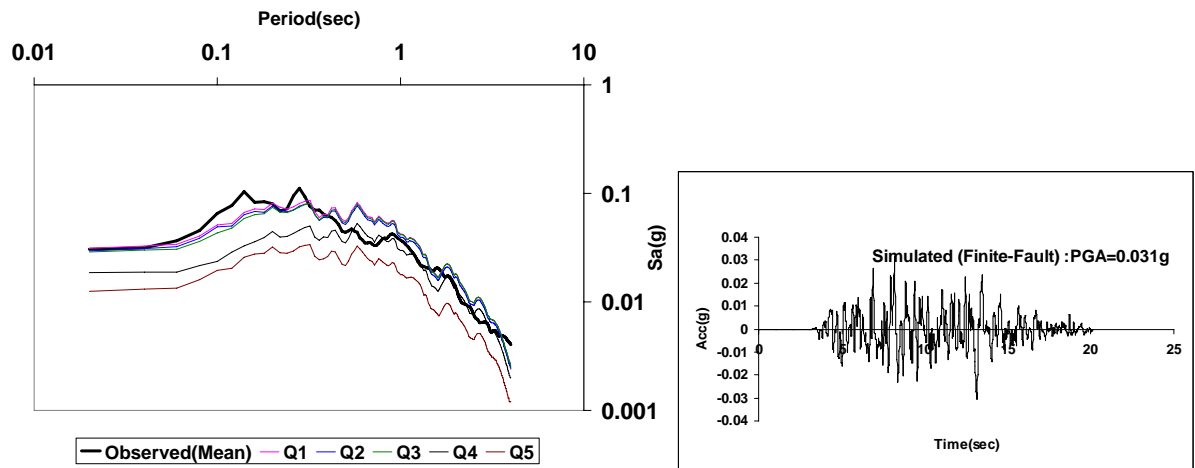 Period(sec)
0.01 0.1 1 10
1
0.1
0.01
0.001
Sa(g)
Observed(Mean) Q1 Q2 Q3 Q4 Q5
Simulated (Finite-Fault) :PGA=0.031g
0.04
0.03
0.02
0.01
0
-0.01
-0.02
-0.03
-0.04
Acc(g)
0 5 10 15 20 25
Time(sec)